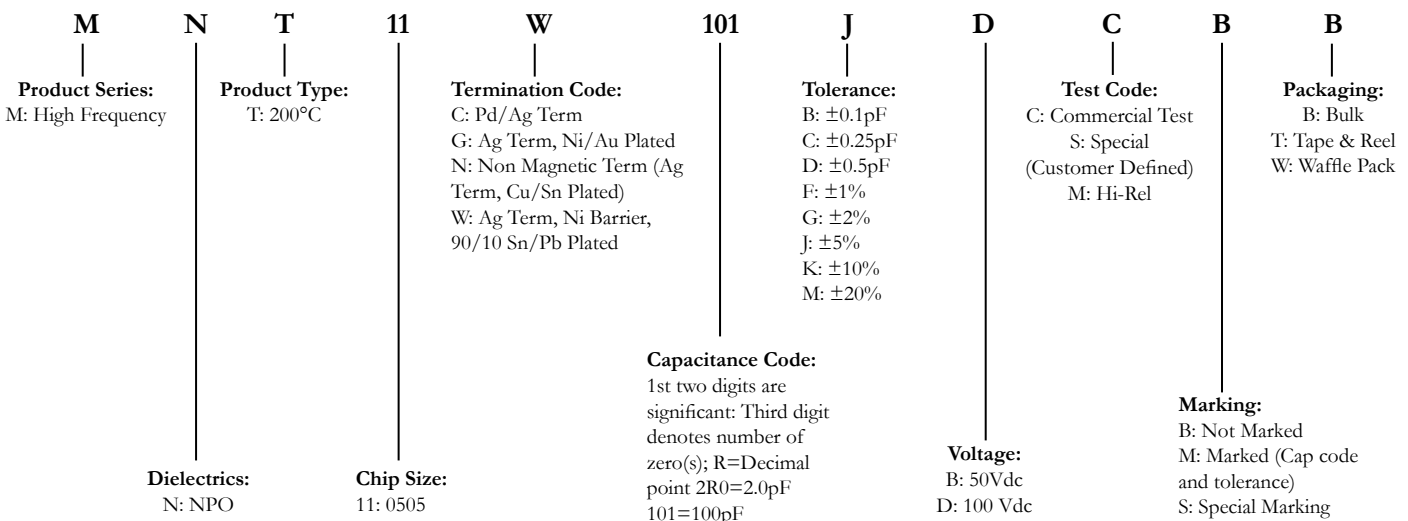 M N T 11 W 101 J D C B B
Product Series:
M: High Frequency
Product Type:
T: 200°C
Termination Code:
C: Pd/Ag Term
G: Ag Term, Ni/Au Plated
N: Non Magnetic Term (Ag
Term, Cu/Sn Plated)
W: Ag Term, Ni Barrier,
90/10 Sn/Pb Plated
Tolerance:
B: ±0.1pF
C: ±0.25pF
D: ±0.5pF
F: ±1%
G: ±2%
J: ±5%
K: ±10%
M: ±20%
Test Code:
C: Commercial Test
S: Special
(Customer Defined)
M: Hi-Rel
Packaging:
B: Bulk
T: Tape & Reel
W: Waffle Pack
Dielectrics:
N: NPO
Chip Size:
11: 0505
Capacitance Code:
1st two digits are
significant: Third digit
denotes number of
zero(s); R=Decimal
point 2R0=2.0pF
101=100pF
Voltage:
B: 50Vdc
D: 100 Vdc
Marking:
B: Not Marked
M: Marked (Cap code
and tolerance)
S: Special Marking